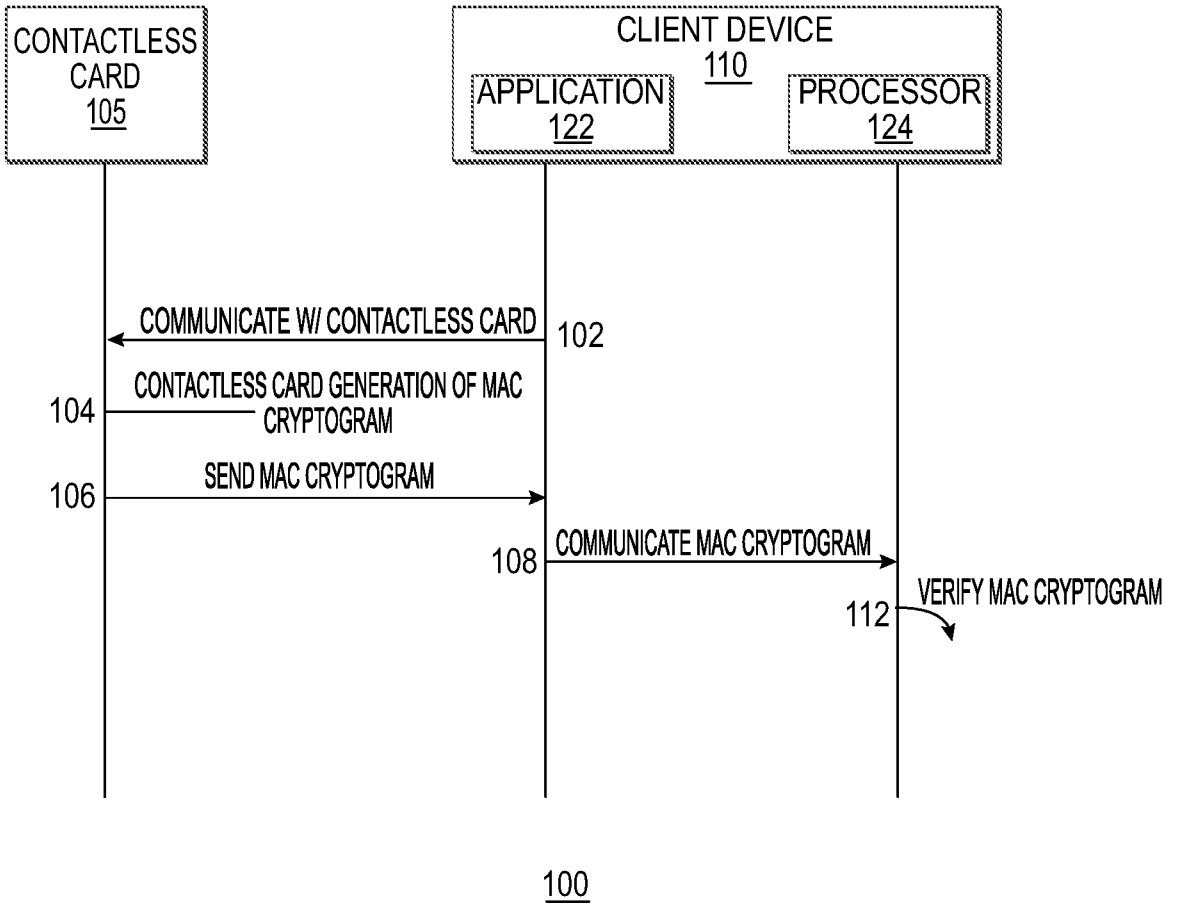 CONTACTLESS
CARD
105
CLIENT DEVICE
110
APPLICATION
122
PROCESSOR
124
COMMUNICATE W/ CONTACTLESS CARD
102
104
CONTACTLESS CARD GENERATION OF MAC
CRYPTOGRAM
106
SEND MAC CRYPTOGRAM
108
COMMUNICATE MAC CRYPTOGRAM
112
VERIFY MAC CRYPTOGRAM
100